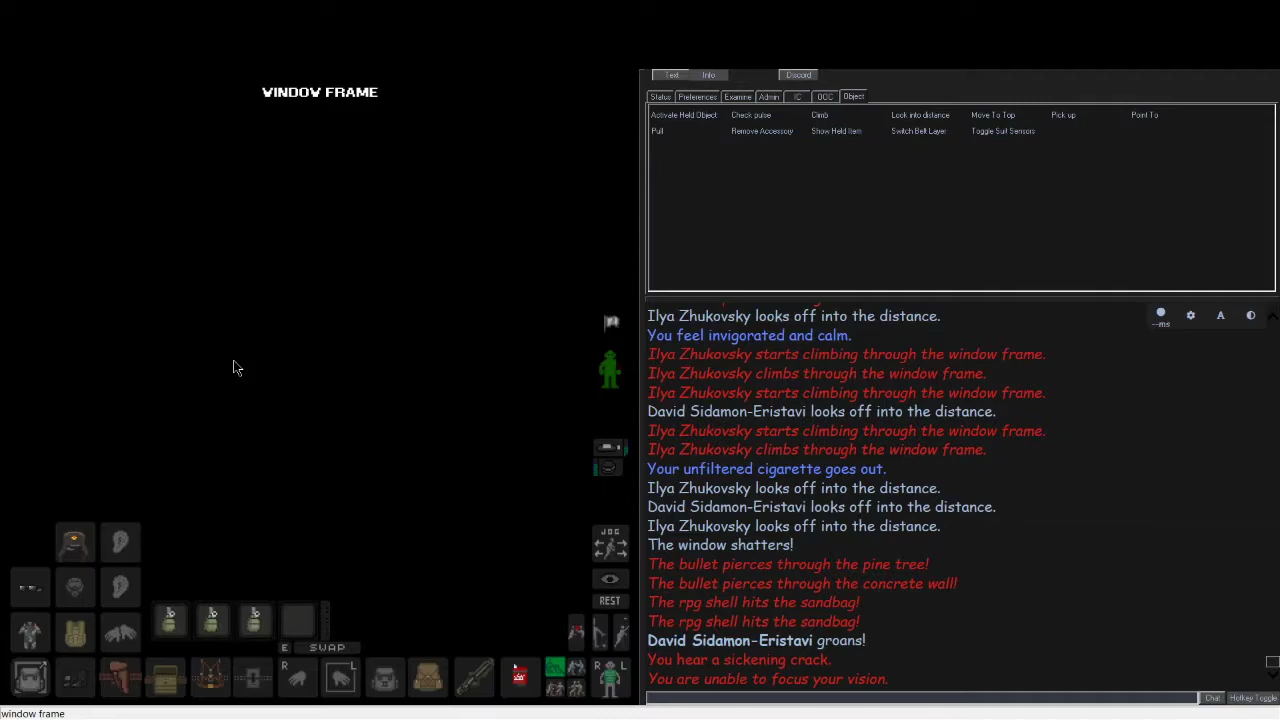 WINDOW FRAME
Text Info Discord
Status Preferences Examine Admin IC OOC Object
Activate Held Object Check pulse Climb Look into distance Move To Top Pick up Point To
Pull Remove Accessory Show Held Item Switch Belt Layer Toggle Suit Sensors
Ilya Zhukovsky looks off into the distance.
--ms
A
You feel invigorated and calm.
Ilya Zhukovsky starts climbing through the window frame.
Ilya Zhukovsky climbs through the window frame.
Ilya Zhukovsky starts climbing through the window frame.
David Sidamon-Eristavi looks off into the distance.
Ilya Zhukovsky starts climbing through the window frame.
Ilya Zhukovsky climbs through the window frame.
Your unfiltered cigarette goes out.
Ilya Zhukovsky looks off into the distance.
David Sidamon-Eristavi looks off into the distance.
Ilya Zhukovsky looks off into the distance.
The window shatters!
The bullet pierces through the pine tree!
The bullet pierces through the concrete wall!
The rpg shell hits the sandbag!
The rpg shell hits the sandbag!
David Sidamon-Eristavi groans!
You hear a sickening crack.
You are unable to focus your vision.
JOG
REST
E SWAP
R L R L
Chat Hotkey Toggle
window frame